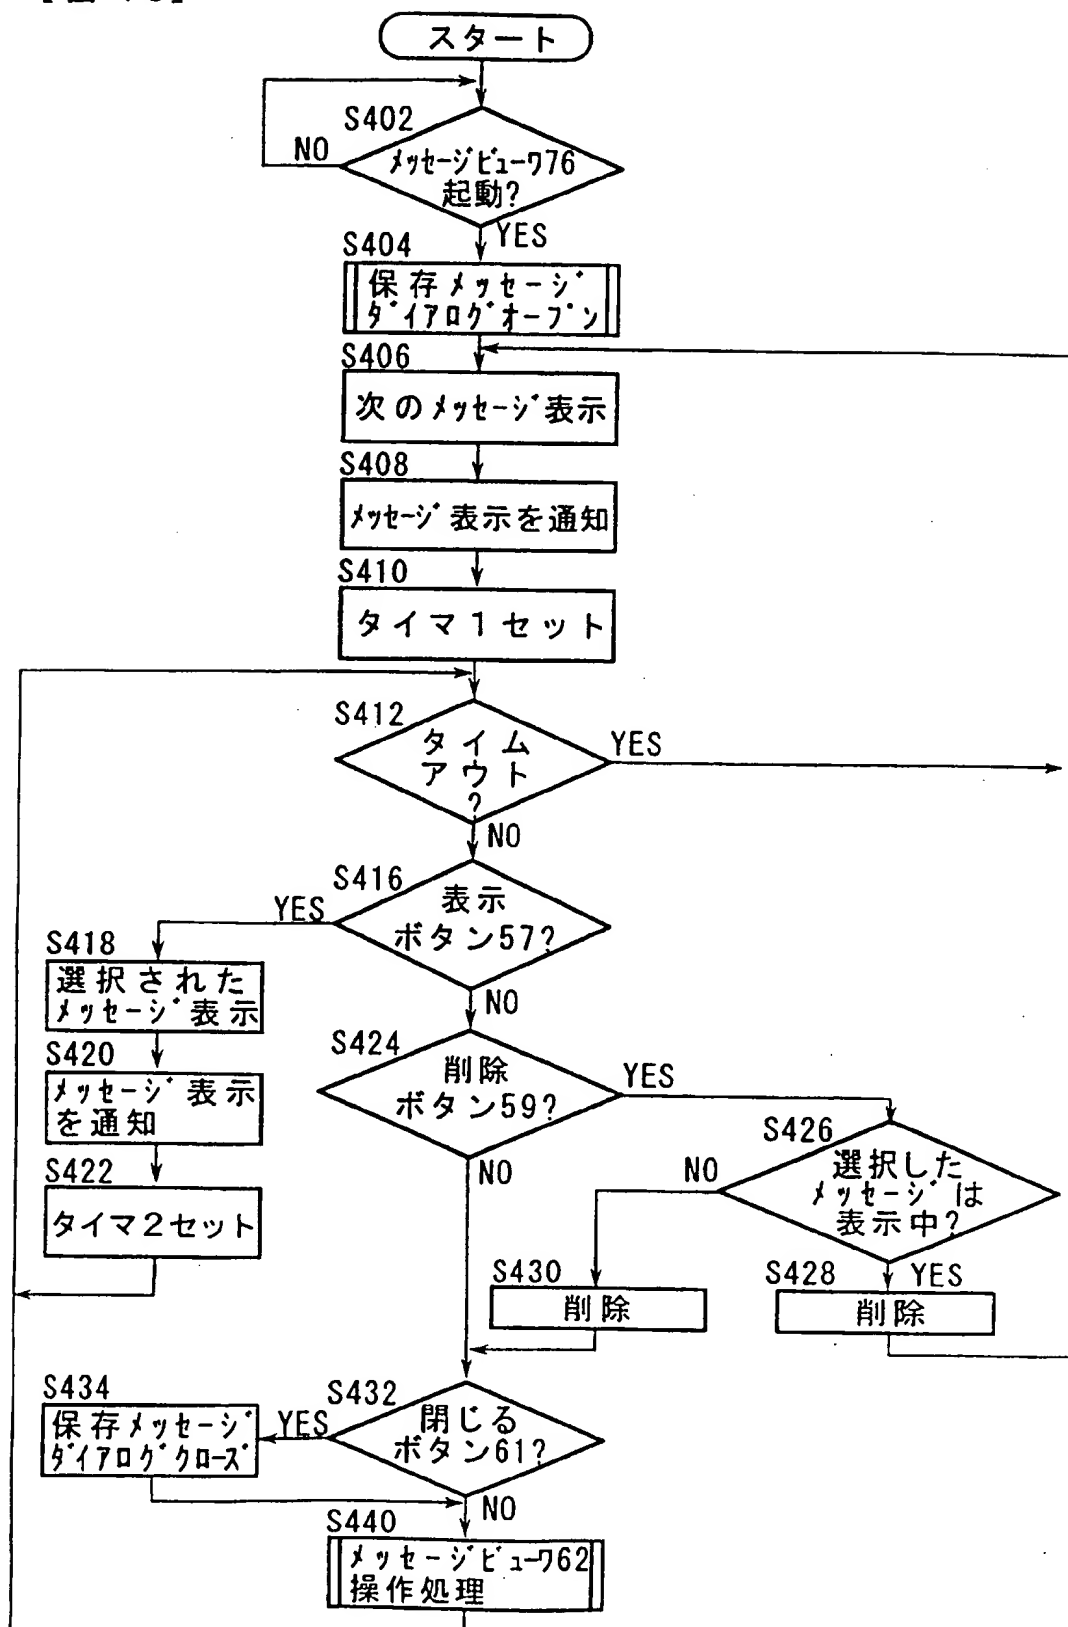 スタート
S402
NO
メッセージビューワ76
起動?
YES
S404
保存メッセージ
ダイアログオープン
S406
次のメッセージ表示
S408
メッセージ表示を通知
S410
タイマ1セット
S412
タイム
アウト
?
YES
NO
S416
表示
ボタン57?
YES
NO
S418
選択された
メッセージ表示
S420
メッセージ表示
を通知
S422
タイマ2セット
S424
削除
ボタン59?
YES
NO
S426
選択した
メッセージは
表示中?
NO
YES
S430
削除
S428
削除
S432
閉じる
ボタン61?
YES
NO
S434
保存メッセージ
ダイアログクローズ
S440
メッセージビューワ62
操作処理